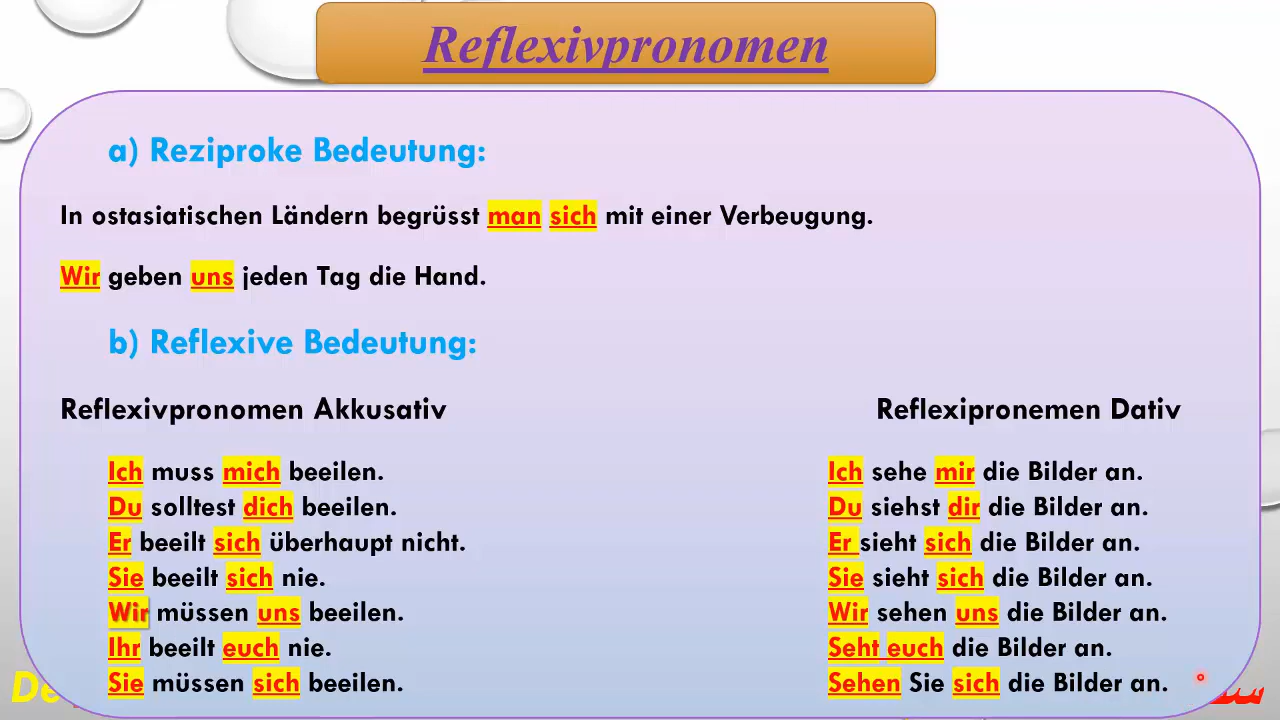 Reflexivpronomen
a) Reziproke Bedeutung:
In ostasiatischen Ländern begrüsst man sich mit einer Verbeugung.
Wir geben uns jeden Tag die Hand.
b) Reflexive Bedeutung:
Reflexivpronomen Akkusativ
Reflexipronemen Dativ
Ich muss mich beeilen.
Du solltest dich beeilen.
Er beeilt sich überhaupt nicht.
Sie beeilt sich nie.
Wir müssen uns beeilen.
Ihr beeilt euch nie.
Sie müssen sich beeilen.
Ich sehe mir die Bilder an.
Du siehst dir die Bilder an.
Er sieht sich die Bilder an.
Sie sieht sich die Bilder an.
Wir sehen uns die Bilder an.
Seht euch die Bilder an.
Sehen Sie sich die Bilder an.